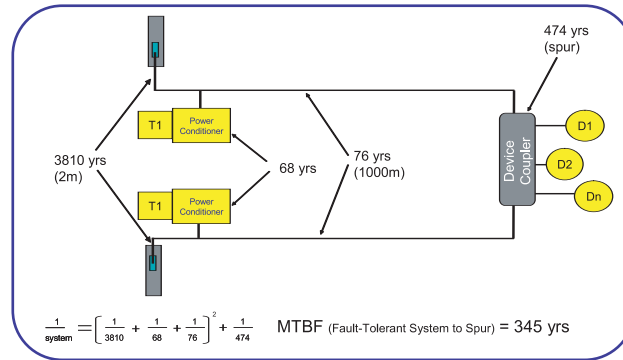 474 yrs
(spur)
T1
Power
Conditioner
D1
3810 yrs
(2m)
68 yrs
76 yrs
(1000m)
Device
Coupler
D2
T1
Power
Conditioner
Dn
1/system = [1/3810 + 1/68 + 1/76]² + 1/474
MTBF (Fault-Tolerant System to Spur) = 345 yrs